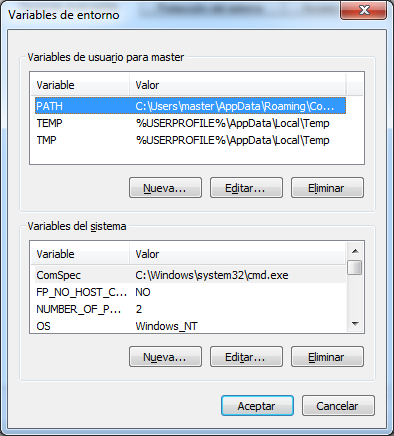 Variables de entorno
Variables de usuario para master
Variable Valor
PATH C:\Users\master\AppData\Roaming\Co...
TEMP %USERPROFILE%\AppData\Local\Temp
TMP %USERPROFILE%\AppData\Local\Temp
Nueva... Editar... Eliminar
Variables del sistema
Variable Valor
ComSpec C:\Windows\system32\cmd.exe
FP_NO_HOST_C... NO
NUMBER_OF_P... 2
OS Windows_NT
Nueva... Editar... Eliminar
Aceptar Cancelar